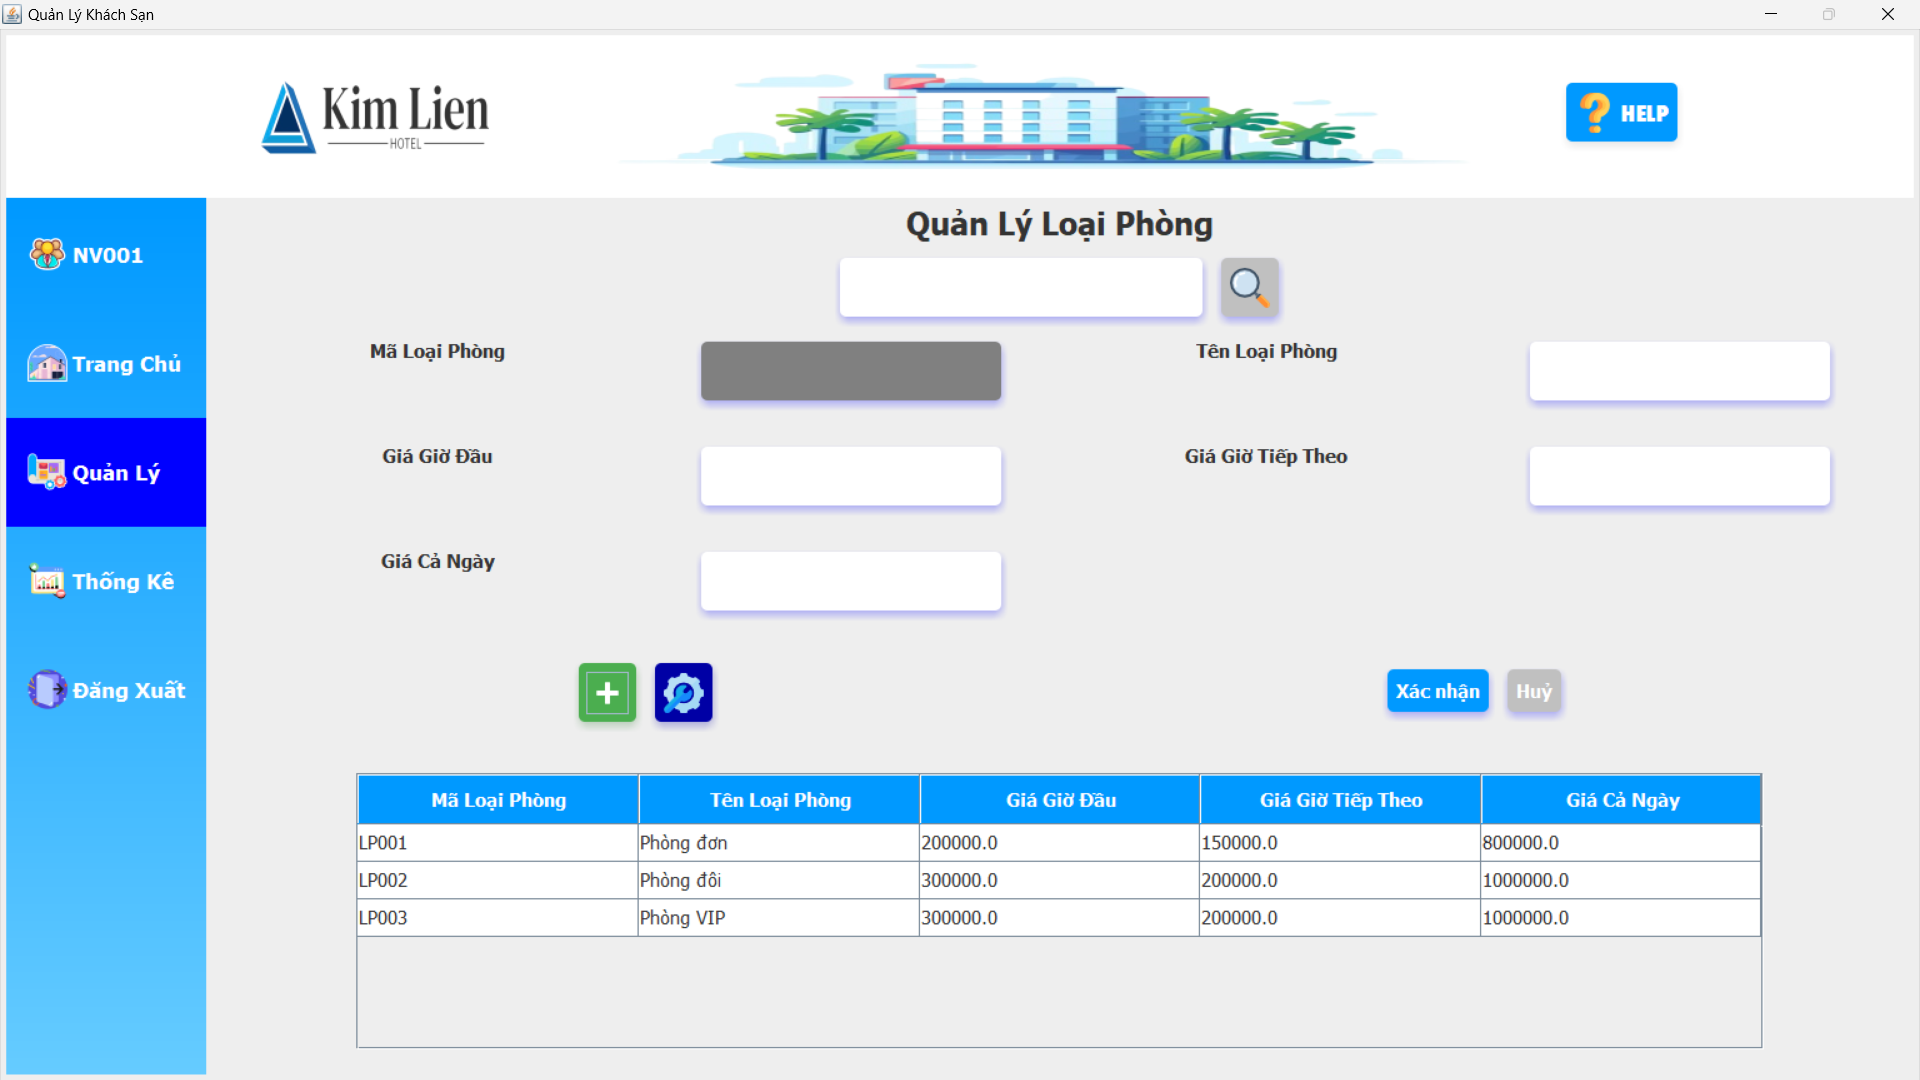 Quản Lý Khách Sạn
Kim Lien
HOTEL
HELP
NV001
Trang Chủ
Quản Lý
Thống Kê
Đăng Xuất
Quản Lý Loại Phòng
Mã Loại Phòng
Tên Loại Phòng
Giá Giờ Đầu
Giá Giờ Tiếp Theo
Giá Cả Ngày
Xác nhận
Huỷ
Mã Loại Phòng Tên Loại Phòng Giá Giờ Đầu Giá Giờ Tiếp Theo Giá Cả Ngày
LP001 Phòng đơn 200000.0 150000.0 800000.0
LP002 Phòng đôi 300000.0 200000.0 1000000.0
LP003 Phòng VIP 300000.0 200000.0 1000000.0